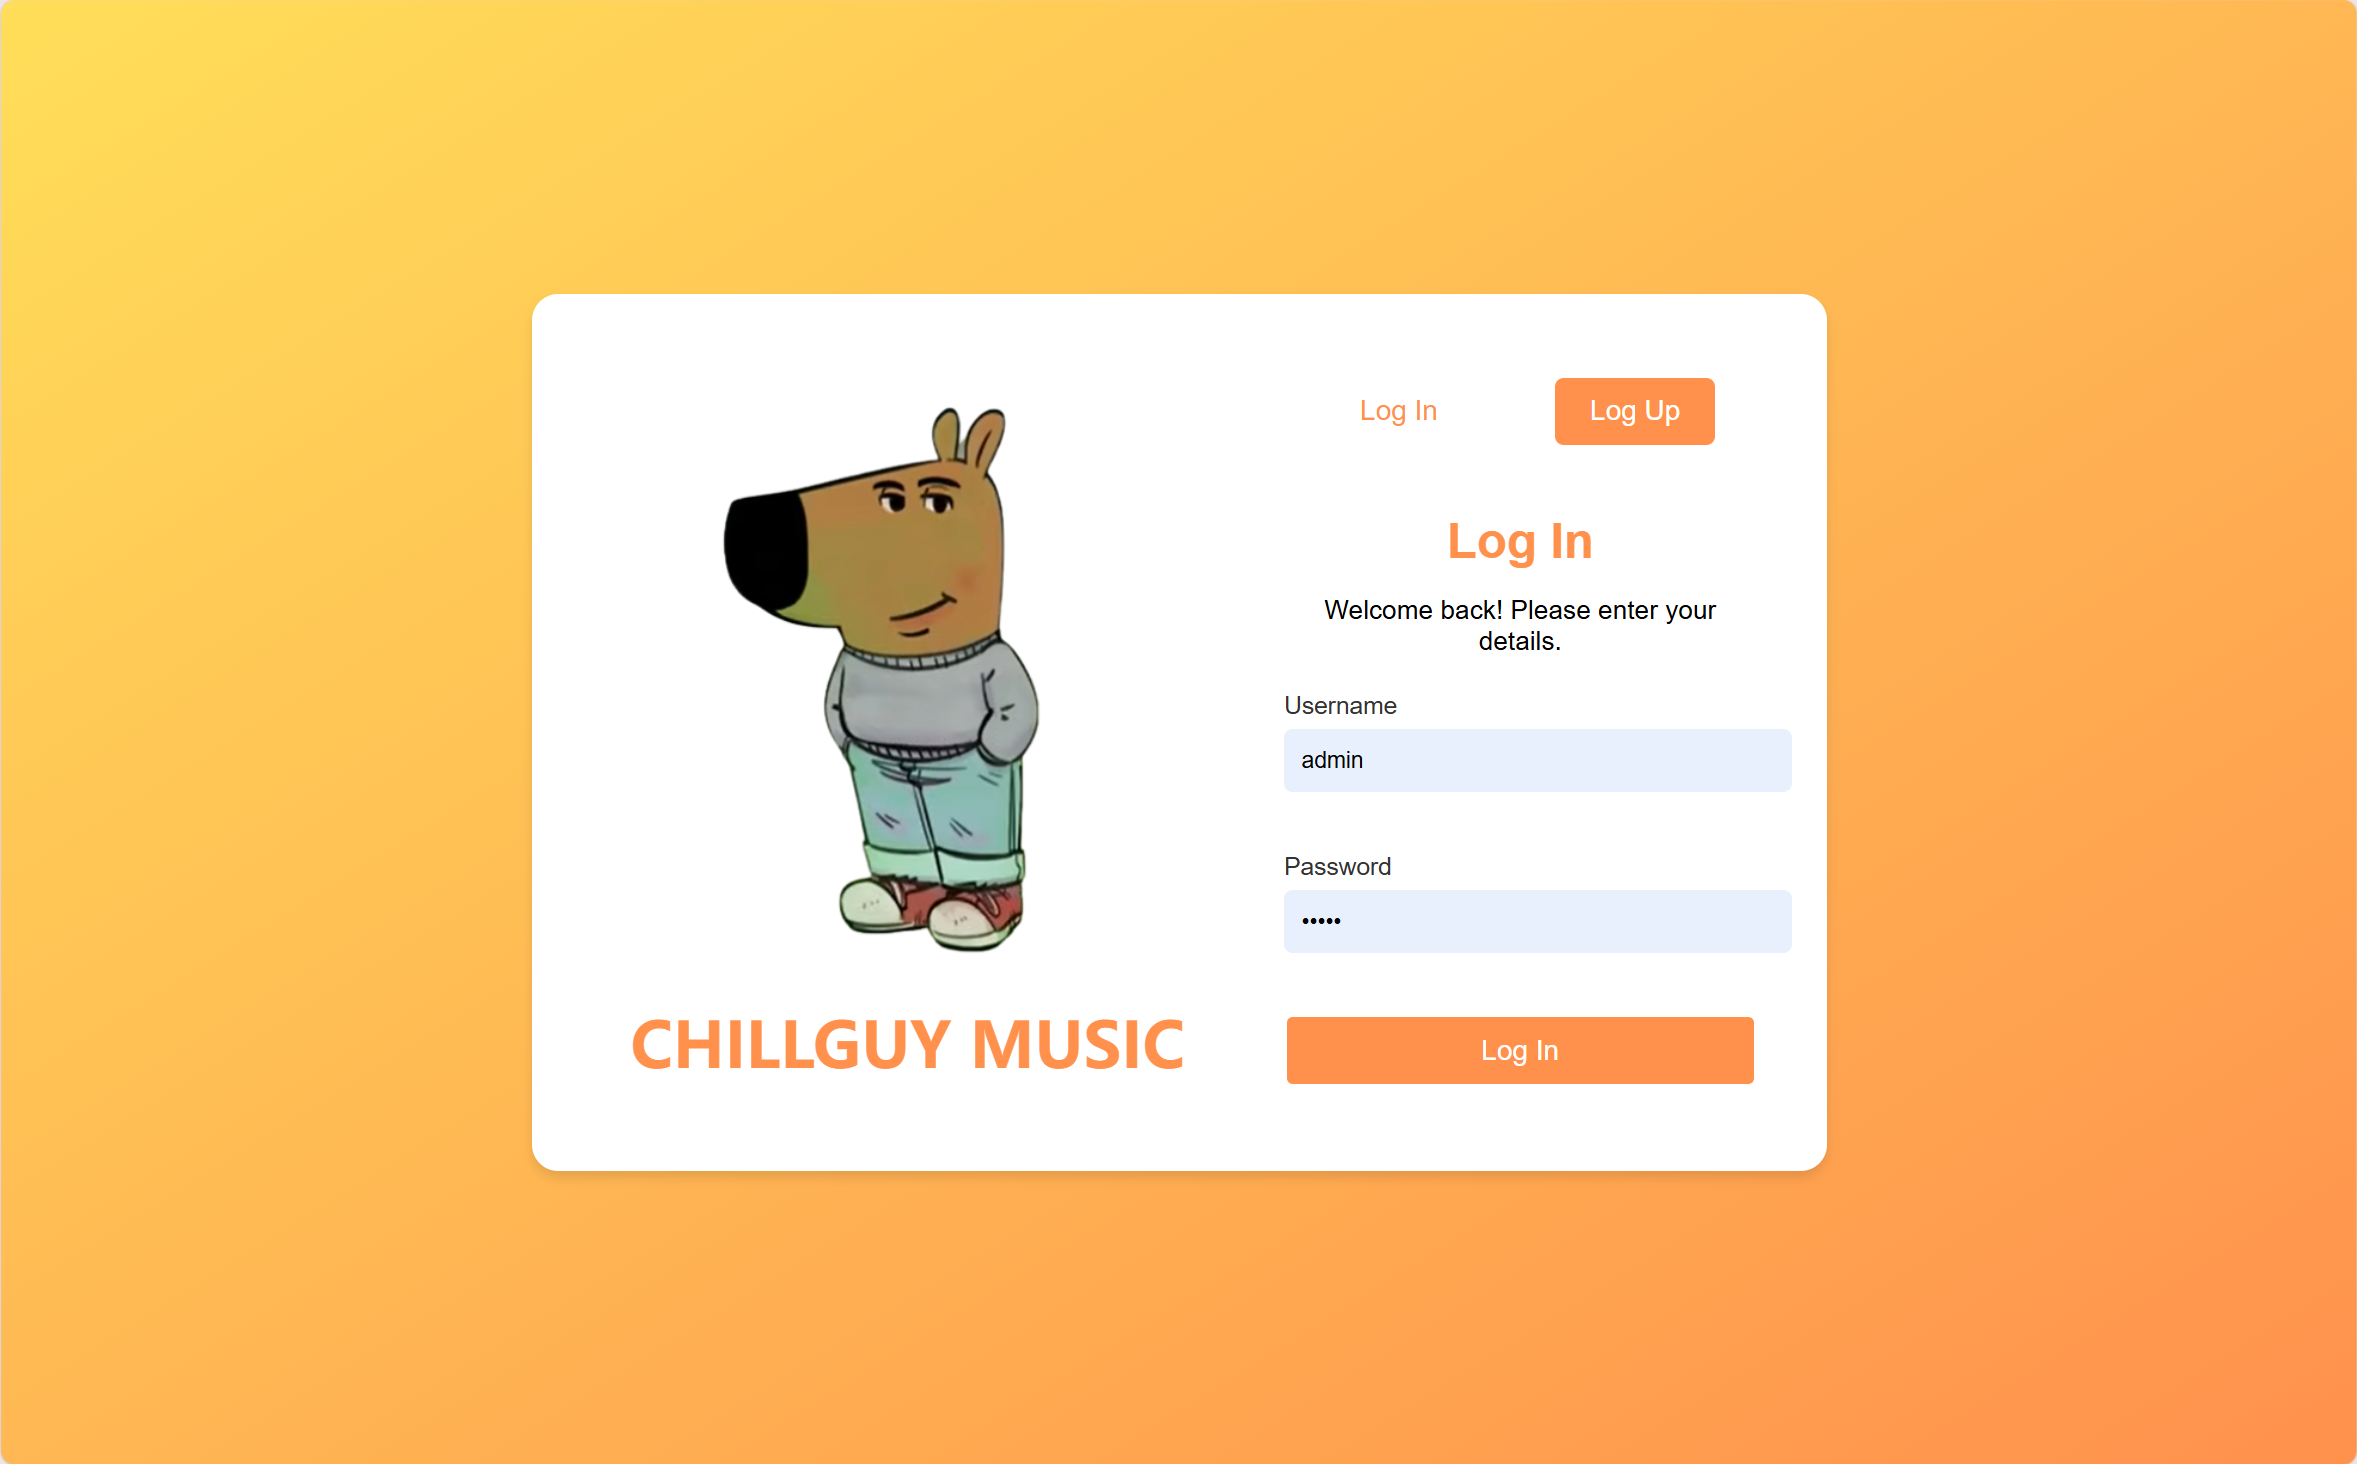 Log In
Log Up
Log In
Welcome back! Please enter your
details.
Username
admin
Password
•••••
Log In
CHILLGUY MUSIC